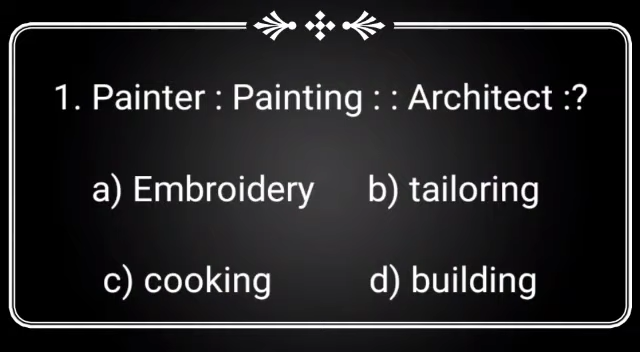 1. Painter : Painting : : Architect :?
a) Embroidery b) tailoring
c) cooking d) building